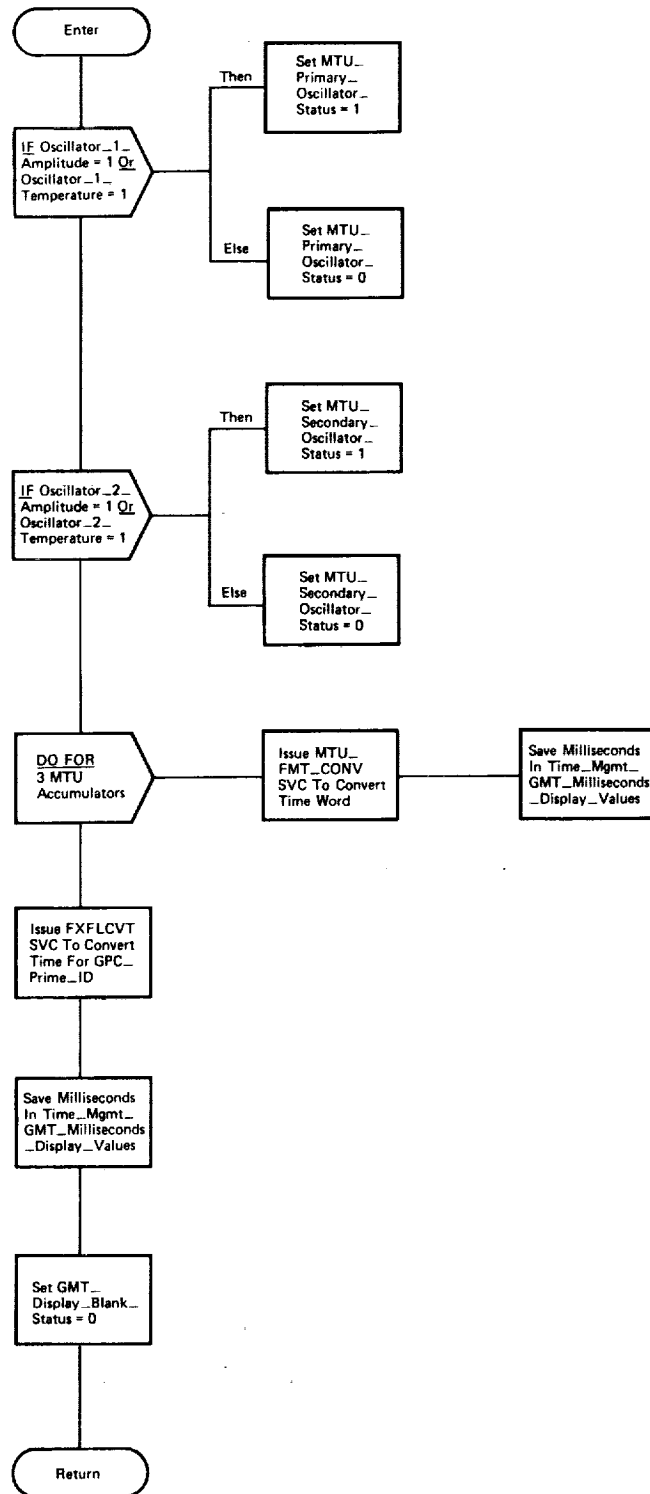 Enter
IF Oscillator_1_
Amplitude = 1 Or
Oscillator_1_
Temperature = 1
Then
Set MTU_
Primary_
Oscillator_
Status = 1
Else
Set MTU_
Primary_
Oscillator_
Status = 0
IF Oscillator_2_
Amplitude = 1 Or
Oscillator_2_
Temperature = 1
Then
Set MTU_
Secondary_
Oscillator_
Status = 1
Else
Set MTU_
Secondary_
Oscillator_
Status = 0
DO FOR
3 MTU
Accumulators
Issue MTU_
FMT_CONV
SVC To Convert
Time Word
Save Milliseconds
In Time_Mgmt_
GMT_Milliseconds
_Display_Values
Issue FXFLCVT
SVC To Convert
Time For GPC_
Prime_ID
Save Milliseconds
In Time_Mgmt_
GMT_Milliseconds
_Display_Values
Set GMT_
Display_Blank_
Status = 0
Return